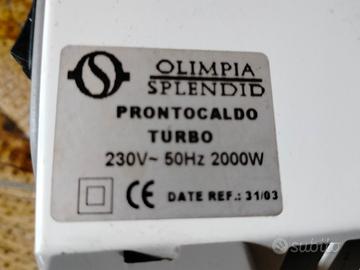 OLIMPIA
SPLENDID
PRONTOCALDO
TURBO
230V~ 50Hz 2000W
CE DATE REF.: 31/03
subito